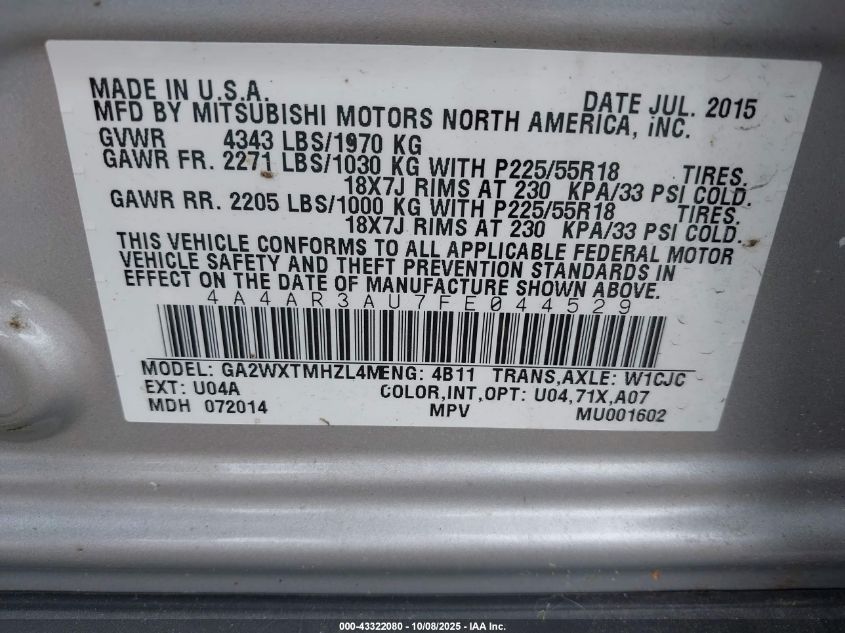 MADE IN U.S.A. DATE JUL. 2015
MFD BY MITSUBISHI MOTORS NORTH AMERICA, INC.
GVWR 4343 LBS/1970 KG
GAWR FR. 2271 LBS/1030 KG WITH P225/55R18 TIRES.
18X7J RIMS AT 230 KPA/33 PSI COLD.
GAWR RR. 2205 LBS/1000 KG WITH P225/55R18 TIRES.
18X7J RIMS AT 230 KPA/33 PSI COLD.
THIS VEHICLE CONFORMS TO ALL APPLICABLE FEDERAL MOTOR
VEHICLE SAFETY AND THEFT PREVENTION STANDARDS IN
EFFECT ON THE DATE OF MANUFACTURE SHOWN ABOVE.
4A4AR3AU7FE044529
MODEL: GA2WXTMHZL4M ENG: 4B11 TRANS,AXLE: W1CJC
EXT: U04A COLOR,INT,OPT: U04,71X,A07
MDH 072014 MPV MU001602
000-43322080 - 10/08/2025 - IAA Inc.